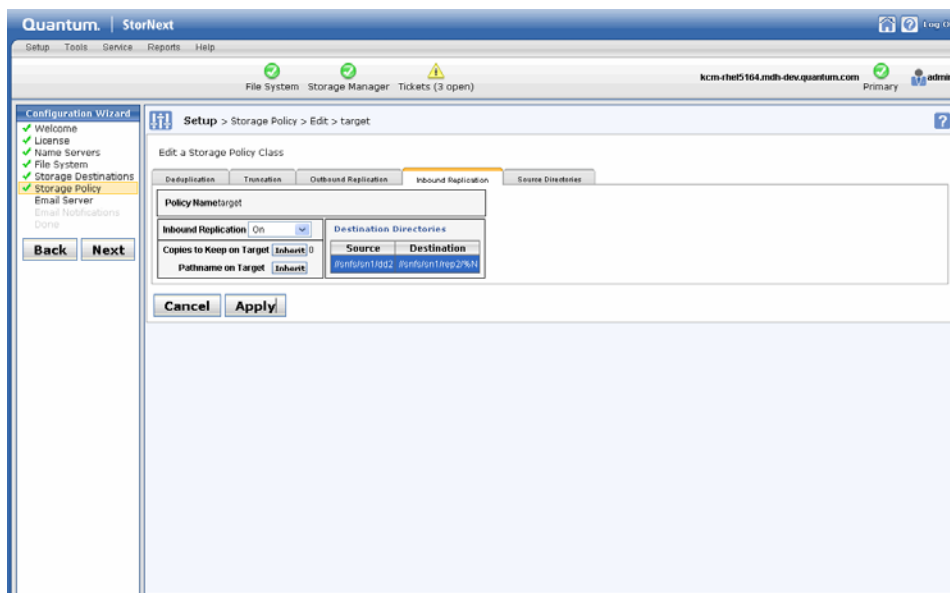 Quantum. | StorNext
Log O
Setup Tools Service Reports Help
File System Storage Manager Tickets (3 open)
kcm-rhel5164.mdh-dev.quantum.com
Primary
admin
Configuration Wizard
Welcome
License
Name Servers
File System
Storage Destinations
Storage Policy
Email Server
Email Notifications
Done
Back Next
Setup > Storage Policy > Edit > target
Edit a Storage Policy Class
Deduplication Truncation Outbound Replication Inbound Replication Source Directories
Policy Nametarget
Inbound Replication On
Copies to Keep on Target Inherit 0
Pathname on Target Inherit
Destination Directories
Source Destination
//snfs/sn1/dd2 //snfs/sn1/rep2/%N
Cancel Apply